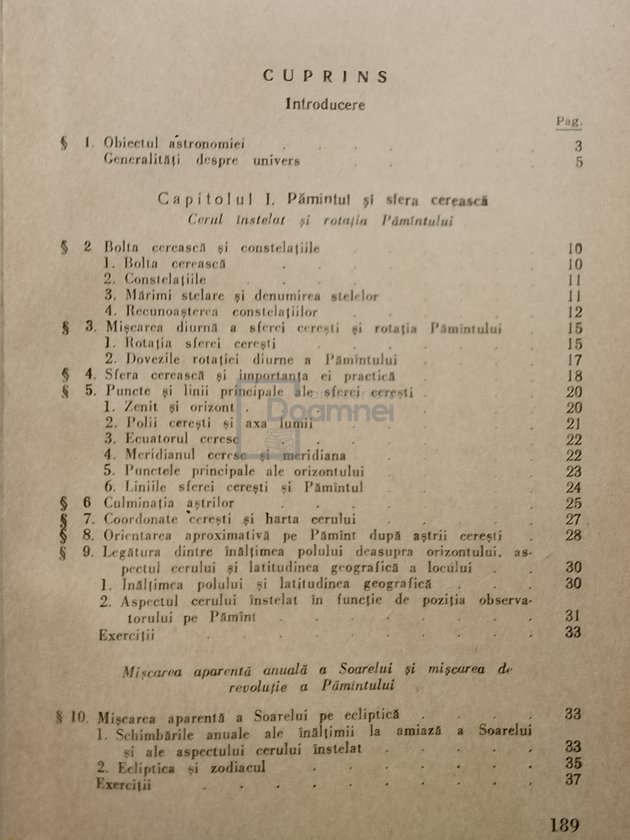 CUPRINS
Introducere
Pag.
§ 1. Obiectul astronomiei . . . . . 3
Generalități despre univers . . . . 5
Capitolul I. Pămîntul și sfera cerească
Cerul înstelat și rotația Pămîntului
§ 2 Bolta cerească și constelațiile . . . . 10
1. Bolta cerească . . . . . 10
2. Constelațiile . . . . . 11
3. Mărimi stelare și denumirea stelelor . . . 11
4. Recunoașterea constelațiilor . . . . 12
§ 3. Mișcarea diurnă a sferei cerești și rotația Pămîntului . 15
1. Rotația sferei cerești . . . . 15
2. Dovezile rotației diurne a Pămîntului . . 17
§ 4. Sfera cerească și importanța ei practică . . 18
§ 5. Puncte și linii principale ale sferei cerești . . 20
1. Zenit și orizont . . . . . 20
2. Polii cerești și axa lumii . . . . 21
3. Ecuatorul ceresc . . . . . 22
4. Meridianul ceresc și meridiana . . . 22
5. Punctele principale ale orizontului . . . 23
6. Liniile sferei cerești și Pămîntul . . . 24
§ 6 Culminația aștrilor . . . . . 25
§ 7. Coordonate cerești și harta cerului . . . 27
§ 8. Orientarea aproximativă pe Pămînt după aștrii cerești . 28
§ 9. Legătura dintre înălțimea polului deasupra orizontului. as-
pectul cerului și latitudinea geografică a locului . . 30
1. Înălțimea polului și latitudinea geografică . . . 30
2. Aspectul cerului înstelat în funcție de poziția observa-
torului pe Pămînt . . . . . 31
Exerciții . . . . . 33
Mișcarea aparentă anuală a Soarelui și mișcarea de
revoluție a Pămîntului
§ 10. Mișcarea aparentă a Soarelui pe ecliptică . . . . 33
1. Schimbările anuale ale înălțimii la amiază a Soarelui
și ale aspectului cerului înstelat . . . . 33
2. Ecliptica și zodiacul . . . . . 35
Exerciții . . . . . 37
189
Doamnei